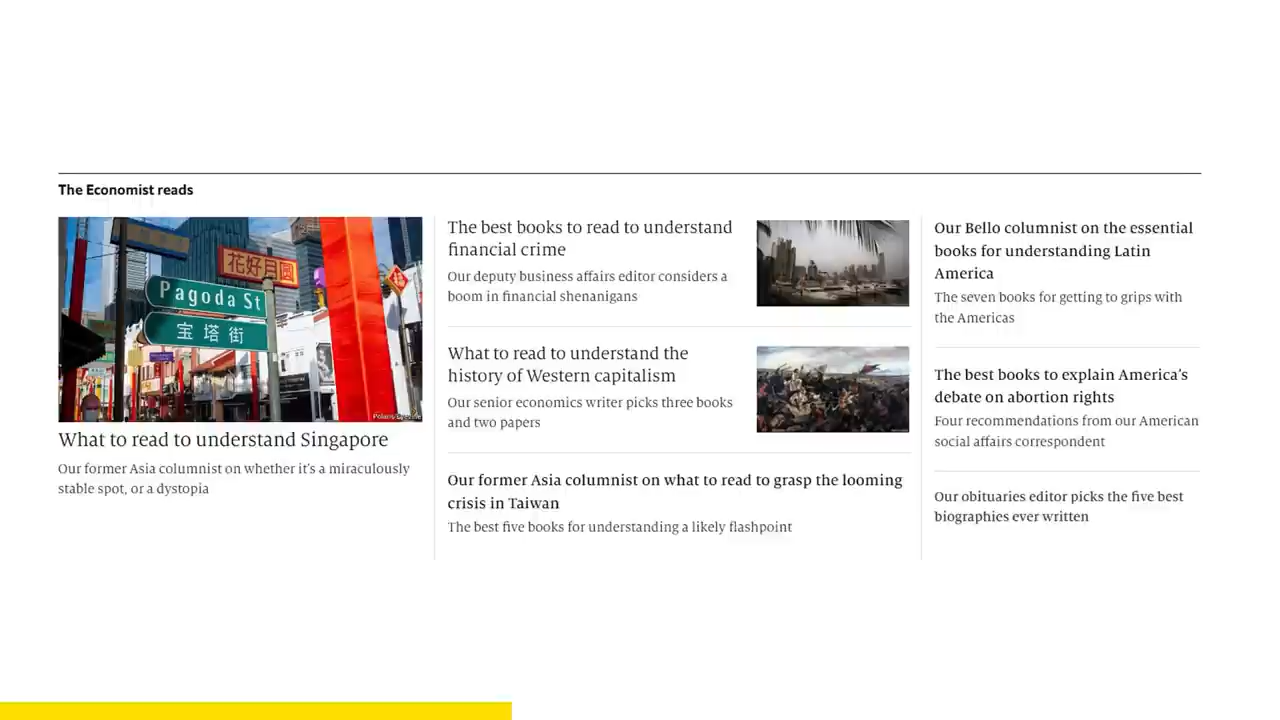 The Economist reads
花好月圓
Pagoda St
宝塔街
福
What to read to understand Singapore
Our former Asia columnist on whether it's a miraculously
stable spot, or a dystopia
The best books to read to understand
financial crime
Our deputy business affairs editor considers a
boom in financial shenanigans
What to read to understand the
history of Western capitalism
Our senior economics writer picks three books
and two papers
Our former Asia columnist on what to read to grasp the looming
crisis in Taiwan
The best five books for understanding a likely flashpoint
Our Bello columnist on the essential
books for understanding Latin
America
The seven books for getting to grips with
the Americas
The best books to explain America's
debate on abortion rights
Four recommendations from our American
social affairs correspondent
Our obituaries editor picks the five best
biographies ever written